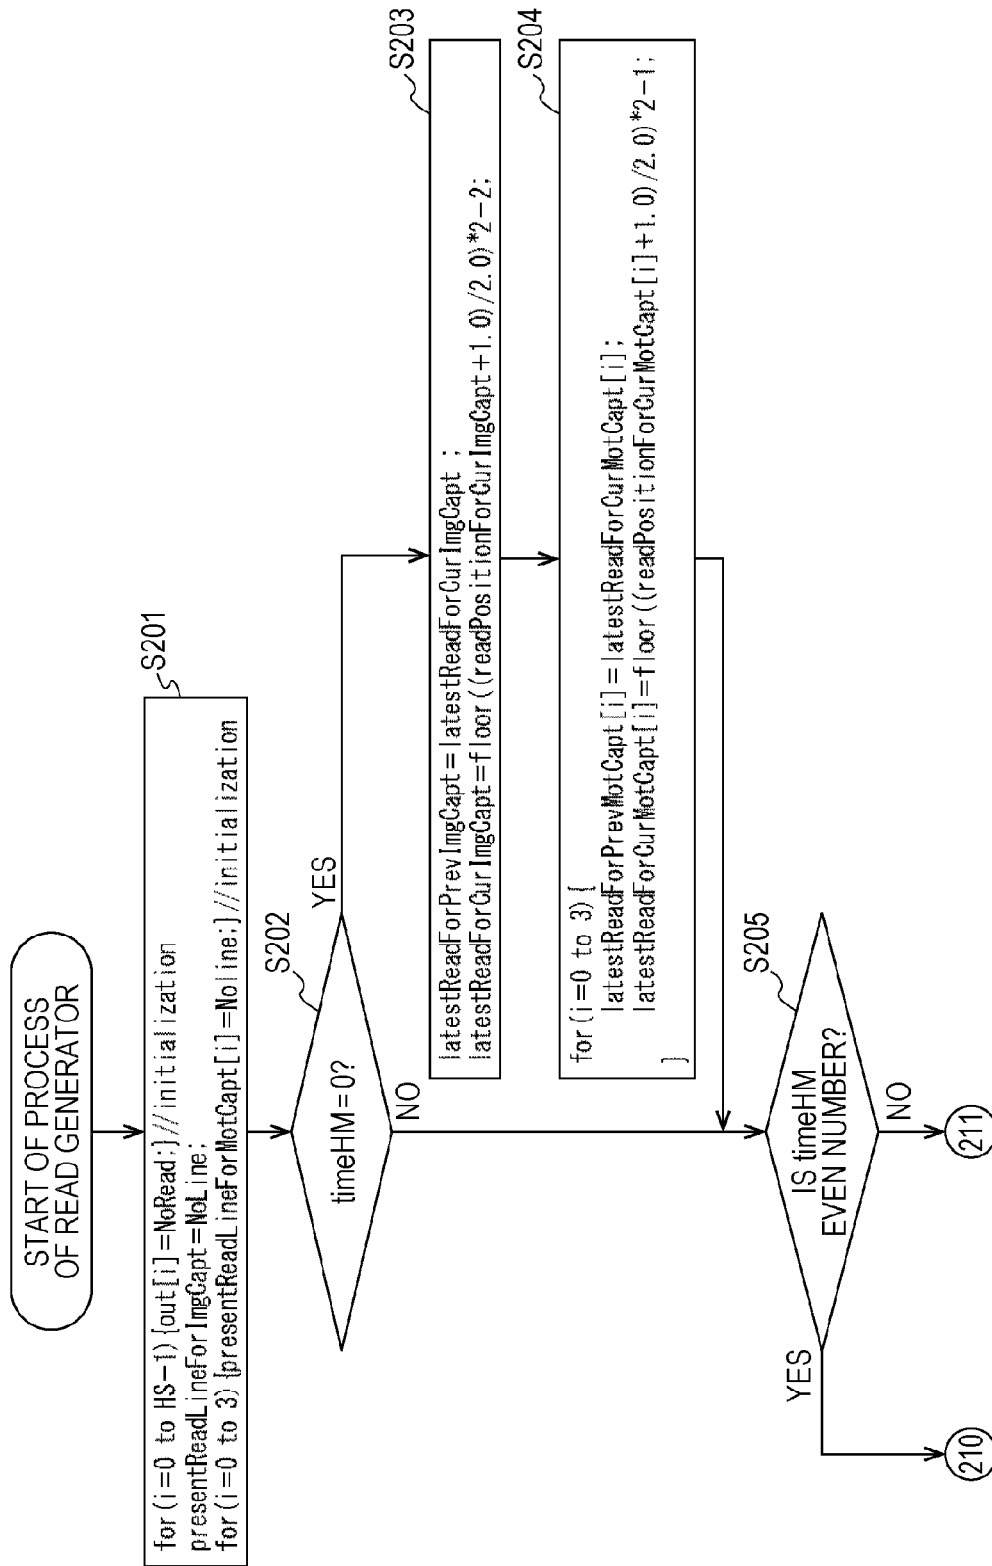 START OF PROCESS
OF READ GENERATOR
S201
for(i=0 to HS-1){out[i]=NoRead;}//initialization
presentReadLineForImgCapt=NoLine;
for(i=0 to 3){presentReadLineForMotCapt[i]=Noline;}//initialization
S202
timeHM=0?
YES
NO
S203
latestReadForPrevImgCapt=latestReadForCurImgCapt ;
latestReadForCurImgCapt=floor((readPositionForCurImgCapt+1.0)/2.0)*2-2;
S204
for(i=0 to 3){
latestReadForPrevMotCapt[i]=latestReadForCurMotCapt[i];
latestReadForCurMotCapt[i]=floor((readPositionForCurMotCapt[i]+1.0)/2.0)*2-1;
}
S205
IS timeHM
EVEN NUMBER?
YES
NO
210
211